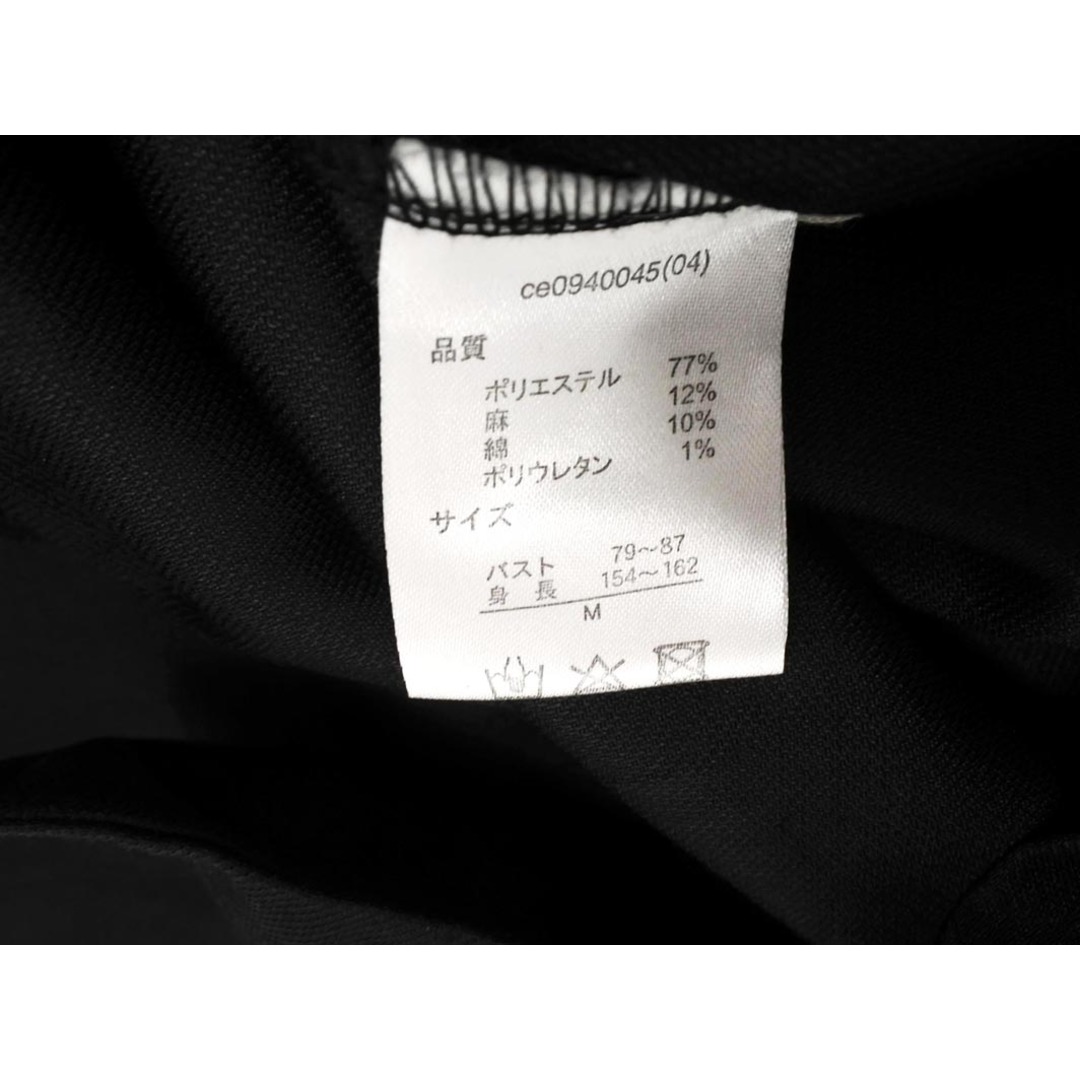 ce0940045(04)
品質
ポリエステル 77%
麻 12%
綿 10%
ポリウレタン 1%
サイズ
バスト 79～87
身長 154～162
M